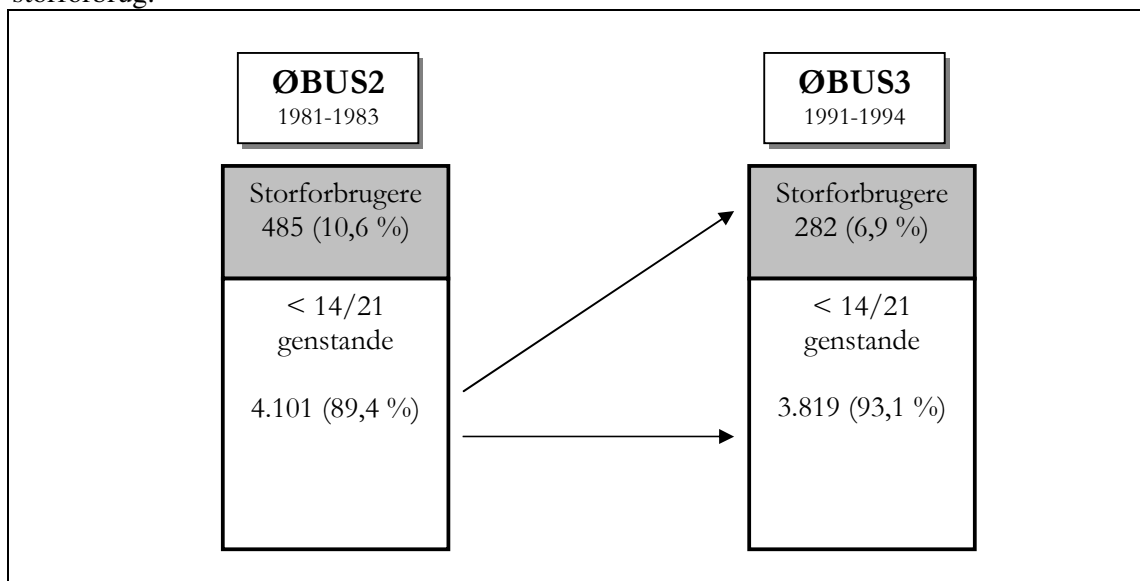 storforbrug.
ØBUS2
1981-1983
ØBUS3
1991-1994
Storforbrugere
485 (10,6 %)
< 14/21
genstande
4.101 (89,4 %)
Storforbrugere
282 (6,9 %)
< 14/21
genstande
3.819 (93,1 %)